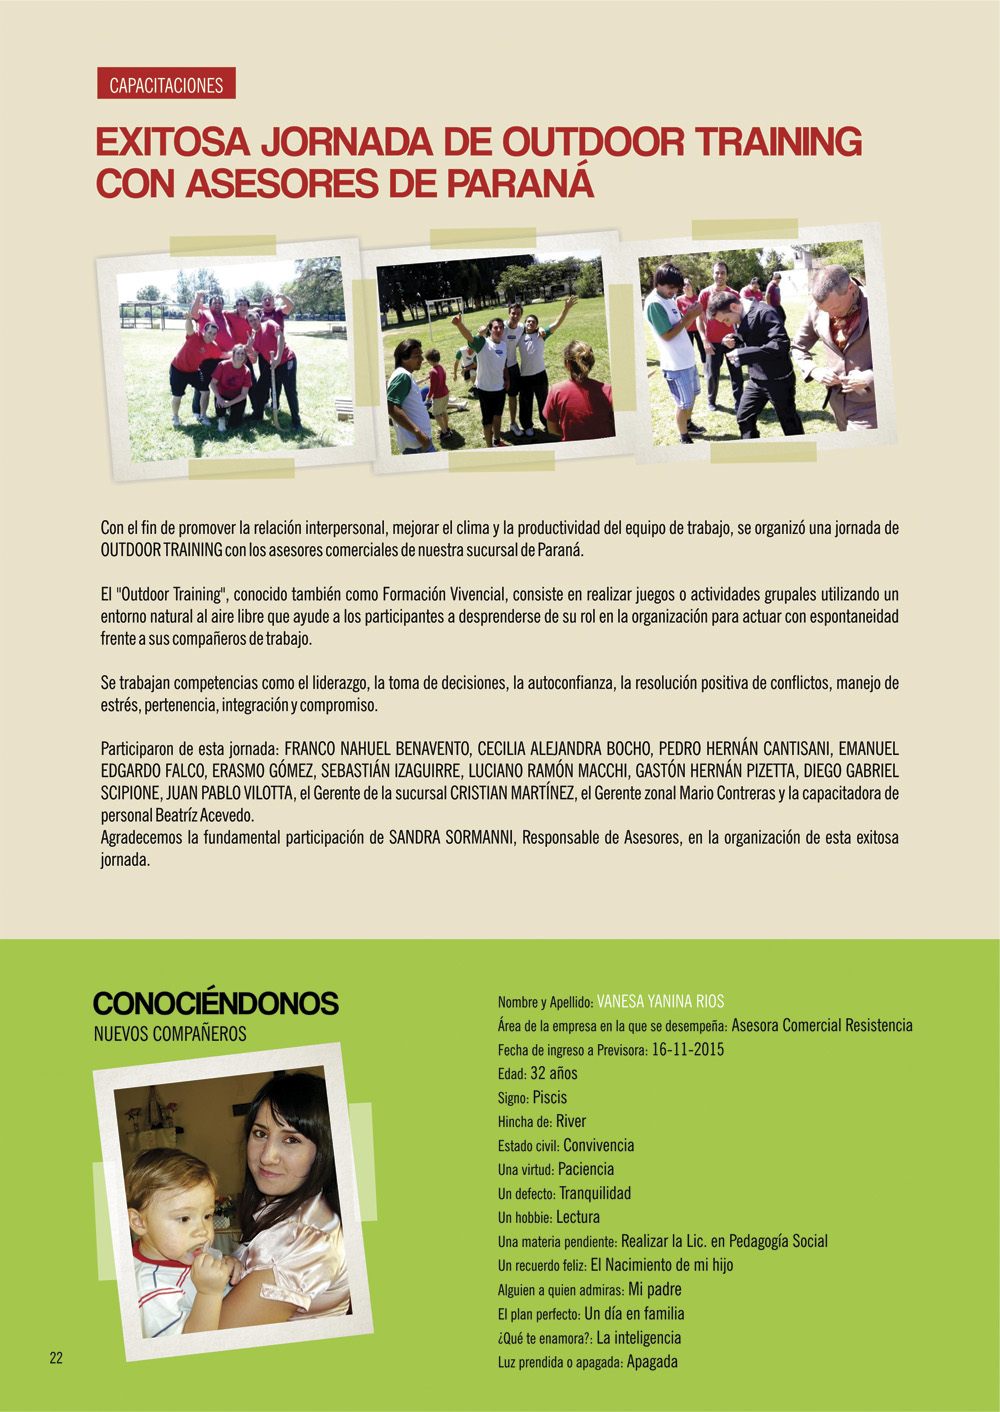 CAPACITACIONES
EXITOSA JORNADA DE OUTDOOR TRAINING
CON ASESORES DE PARANÁ
Con el fin de promover la relación interpersonal, mejorar el clima y la productividad del equipo de trabajo, se organizó una jornada de
OUTDOOR TRAINING con los asesores comerciales de nuestra sucursal de Paraná.
El "Outdoor Training", conocido también como Formación Vivencial, consiste en realizar juegos o actividades grupales utilizando un
entorno natural al aire libre que ayude a los participantes a desprenderse de su rol en la organización para actuar con espontaneidad
frente a sus compañeros de trabajo.
Se trabajan competencias como el liderazgo, la toma de decisiones, la autoconfianza, la resolución positiva de conflictos, manejo de
estrés, pertenencia, integración y compromiso.
Participaron de esta jornada: FRANCO NAHUEL BENAVENTO, CECILIA ALEJANDRA BOCHO, PEDRO HERNÁN CANTISANI, EMANUEL
EDGARDO FALCO, ERASMO GÓMEZ, SEBASTIÁN IZAGUIRRE, LUCIANO RAMÓN MACCHI, GASTÓN HERNÁN PIZETTA, DIEGO GABRIEL
SCIPIONE, JUAN PABLO VILOTTA, el Gerente de la sucursal CRISTIAN MARTÍNEZ, el Gerente zonal Mario Contreras y la capacitadora de
personal Beatríz Acevedo.
Agradecemos la fundamental participación de SANDRA SORMANNI, Responsable de Asesores, en la organización de esta exitosa
jornada.
CONOCIÉNDONOS
NUEVOS COMPAÑEROS
Nombre y Apellido: VANESA YANINA RIOS
Área de la empresa en la que se desempeña: Asesora Comercial Resistencia
Fecha de ingreso a Previsora: 16-11-2015
Edad: 32 años
Signo: Piscis
Hincha de: River
Estado civil: Convivencia
Una virtud: Paciencia
Un defecto: Tranquilidad
Un hobbie: Lectura
Una materia pendiente: Realizar la Lic. en Pedagogía Social
Un recuerdo feliz: El Nacimiento de mi hijo
Alguien a quien admiras: Mi padre
El plan perfecto: Un día en familia
¿Qué te enamora?: La inteligencia
Luz prendida o apagada: Apagada
22